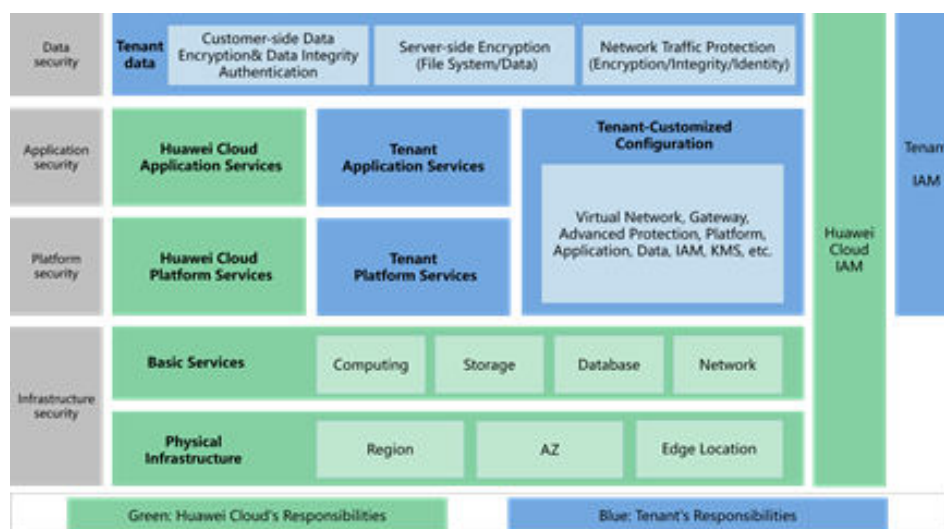 Data
security
Tenant
data
Customer-side Data
Encryption& Data Integrity
Authentication
Server-side Encryption
(File System/Data)
Network Traffic Protection
(Encryption/Integrity/Identity)
Application
security
Huawei Cloud
Application Services
Tenant
Application Services
Tenant-Customized
Configuration
Virtual Network, Gateway,
Advanced Protection, Platform,
Application, Data, IAM, KMS, etc.
Platform
security
Huawei Cloud
Platform Services
Tenant
Platform Services
Huawei
Cloud
IAM
Tenant
IAM
Infrastructure
security
Basic Services
Computing
Storage
Database
Network
Physical
Infrastructure
Region
AZ
Edge Location
Green: Huawei Cloud's Responsibilities
Blue: Tenant's Responsibilities